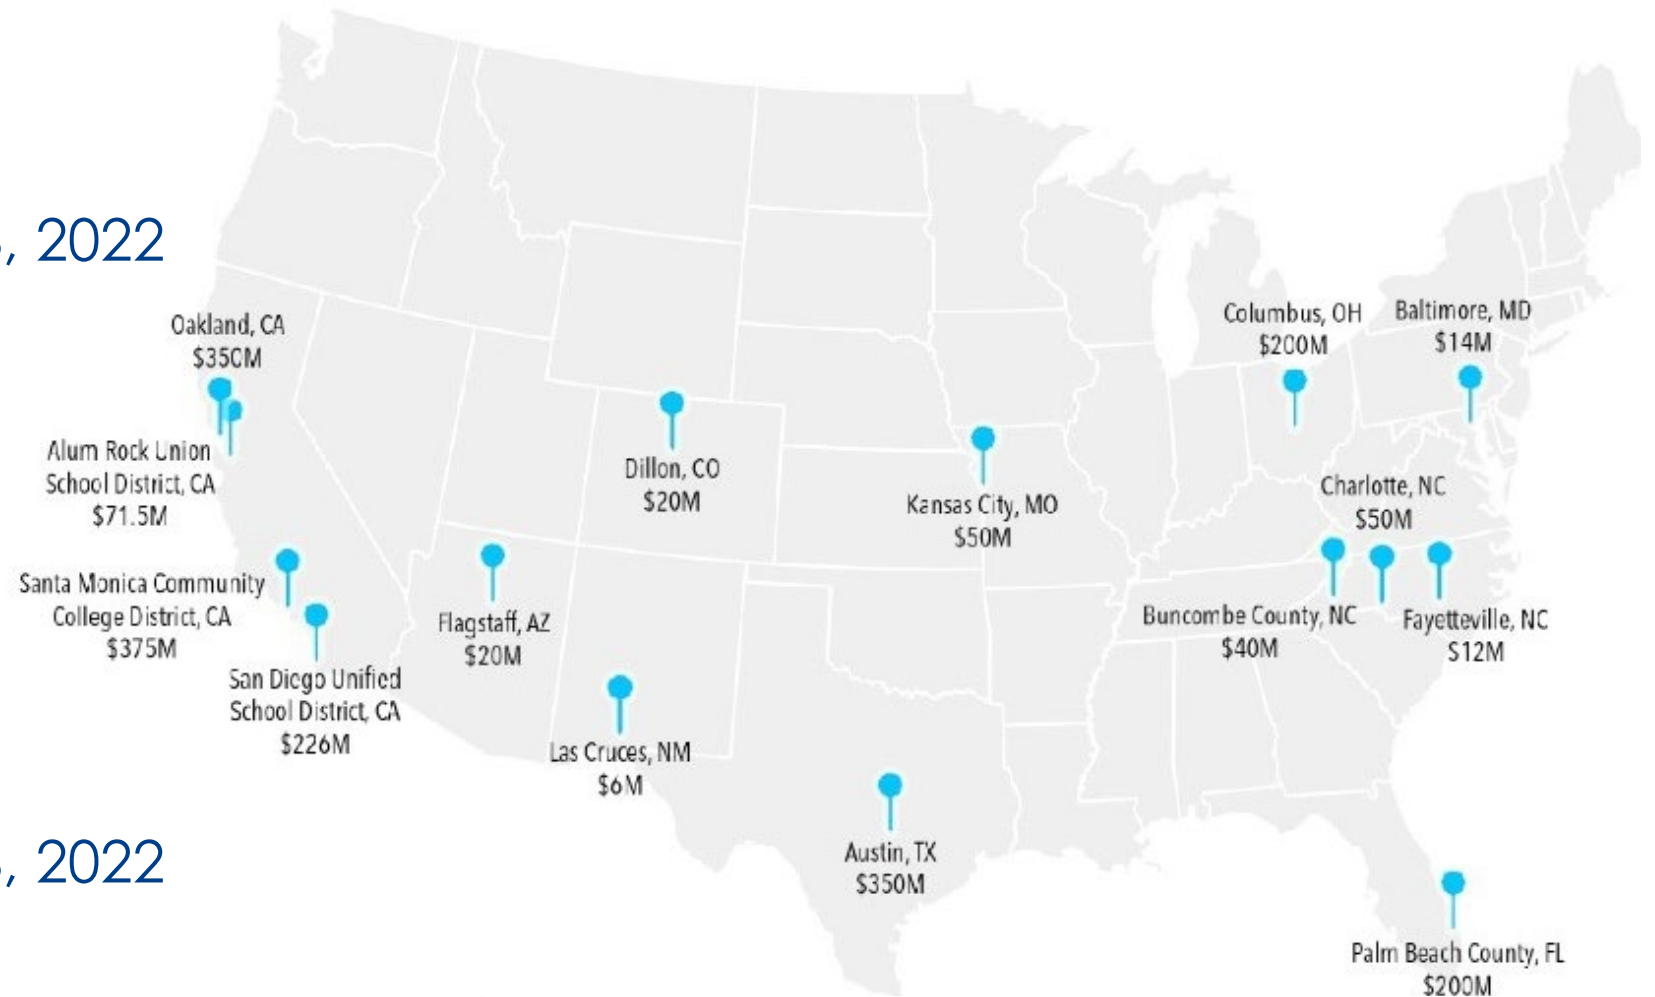 , 2022
Oakland, CA
$350M
Alum Rock Union
School District, CA
$71.5M
Santa Monica Community
College District, CA
$375M
San Diego Unified
School District, CA
$226M
Flagstaff, AZ
$20M
Las Cruces, NM
$6M
Dillon, CO
$20M
Kansas City, MO
$50M
Austin, TX
$350M
Columbus, OH
$200M
Baltimore, MD
$14M
Charlotte, NC
$50M
Buncombe County, NC
$40M
Fayetteville, NC
$12M
Palm Beach County, FL
$200M
, 2022